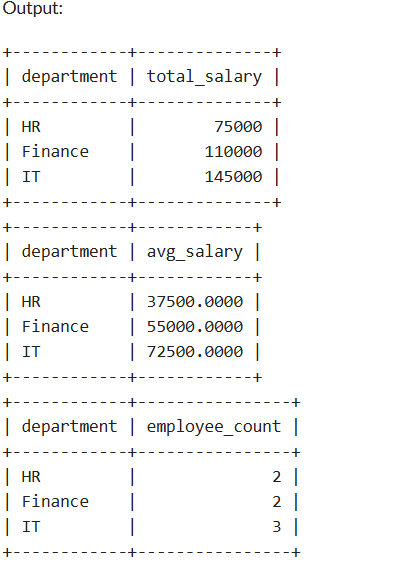 Output:
+------------+--------------+
| department | total_salary |
+------------+--------------+
| HR         |        75000 |
| Finance    |       110000 |
| IT         |       145000 |
+------------+--------------+
+------------+------------+
| department | avg_salary |
+------------+------------+
| HR         | 37500.0000 |
| Finance    | 55000.0000 |
| IT         | 72500.0000 |
+------------+------------+
+------------+----------------+
| department | employee_count |
+------------+----------------+
| HR         |              2 |
| Finance    |              2 |
| IT         |              3 |
+------------+----------------+